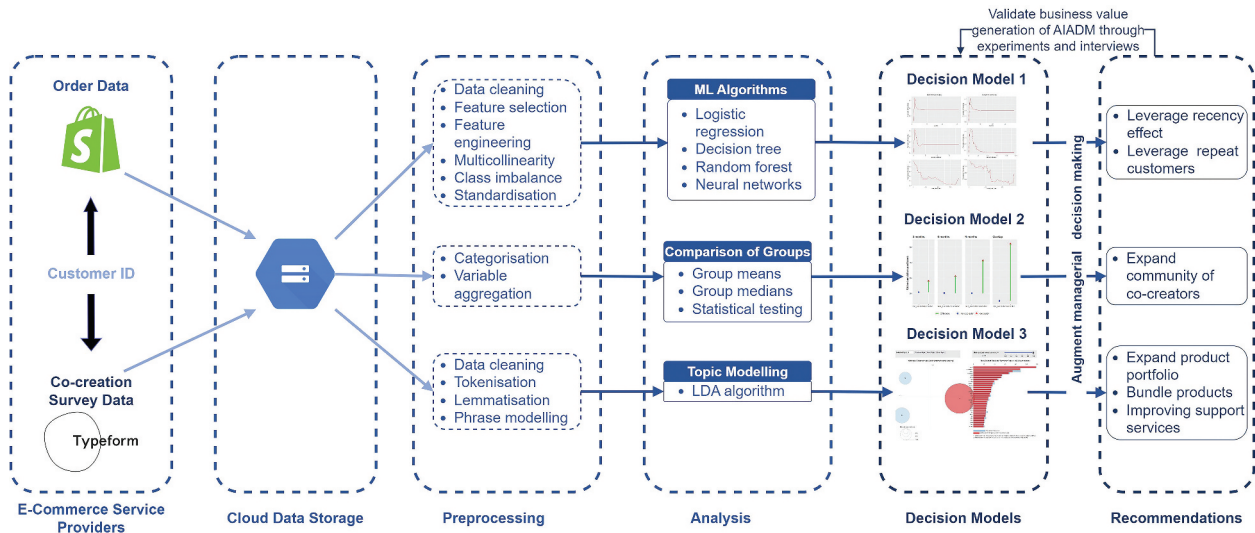 Validate business value
generation of AIADM through
experiments and interviews
Order Data
Customer ID
Co-creation
Survey Data
Typeform
E-Commerce Service
Providers
Cloud Data Storage
• Data cleaning
• Feature selection
• Feature
engineering
• Multicollinearity
• Class imbalance
• Standardisation
• Categorisation
• Variable
aggregation
• Data cleaning
• Tokenisation
• Lemmatisation
• Phrase modelling
Preprocessing
ML Algorithms
• Logistic
regression
• Decision tree
• Random forest
• Neural networks
Comparison of Groups
• Group means
• Group medians
• Statistical testing
Topic Modelling
• LDA algorithm
Analysis
Decision Model 1
Decision Model 2
Decision Model 3
Decision Models
Augment managerial decision making
• Leverage recency
effect
• Leverage repeat
customers
• Expand
community of
co-creators
• Expand product
portfolio
• Bundle products
• Improving support
services
Recommendations